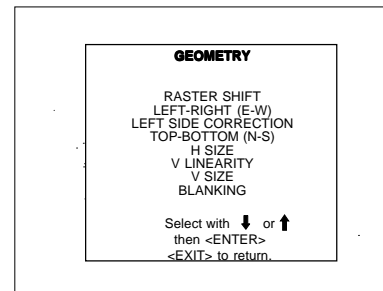 GEOMETRY
RASTER SHIFT
LEFT-RIGHT (E-W)
LEFT SIDE CORRECTION
TOP-BOTTOM (N-S)
H SIZE
V LINEARITY
V SIZE
BLANKING
Select with ⬇ or ⬆
then <ENTER>
<EXIT> to return.